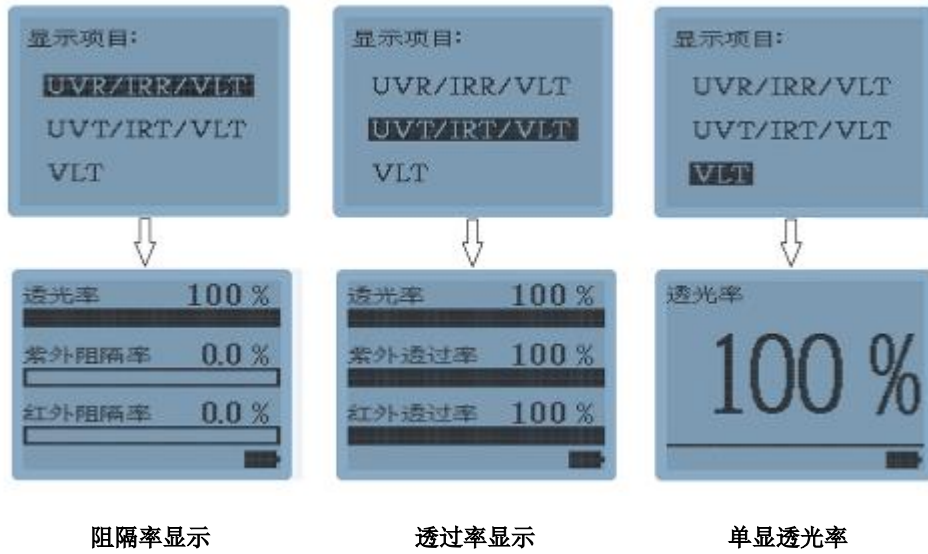 显示项目:
UVR/IRR/VLT
UVT/IRT/VLT
VLT
显示项目:
UVR/IRR/VLT
UVT/IRT/VLT
VLT
显示项目:
UVR/IRR/VLT
UVT/IRT/VLT
VLT
透光率 100 %
紫外阻隔率 0.0 %
红外阻隔率 0.0 %
透光率 100 %
紫外透过率 100 %
红外透过率 100 %
透光率
100 %
阻隔率显示
透过率显示
单显透光率